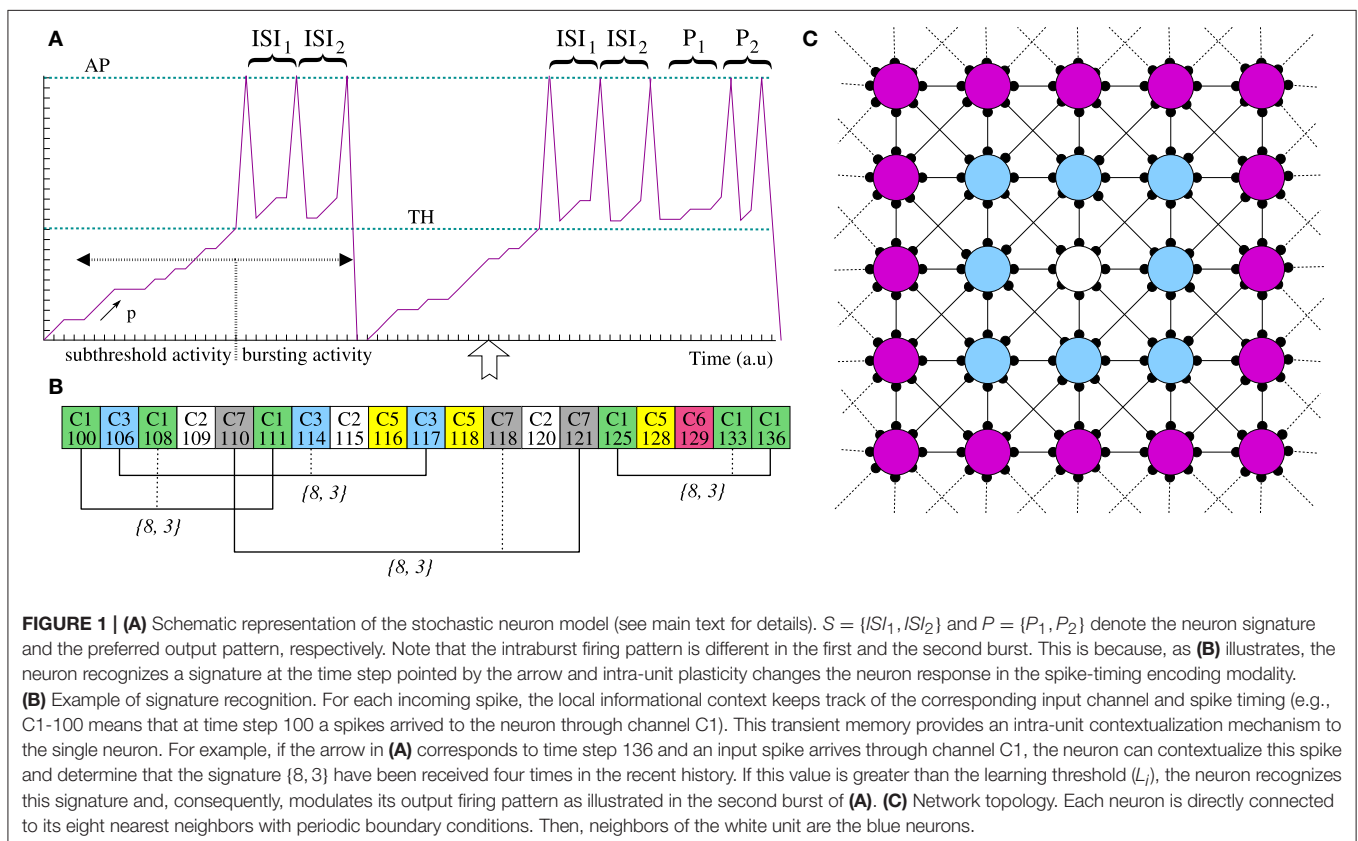 A
ISI1 ISI2 ISI1 ISI2 P1 P2
AP
TH
p
subthreshold activity bursting activity Time (a.u)
B
C1 C3 C1 C2 C7 C1 C3 C2 C5 C3 C5 C7 C2 C7 C1 C5 C6 C1 C1
100 106 108 109 110 111 114 115 116 117 118 118 120 121 125 128 129 133 136
{8, 3} {8, 3}
{8, 3}
{8, 3}
C
FIGURE 1 | (A) Schematic representation of the stochastic neuron model (see main text for details). S = {ISI1, ISI2} and P = {P1, P2} denote the neuron signature
and the preferred output pattern, respectively. Note that the intraburst firing pattern is different in the first and the second burst. This is because, as (B) illustrates, the
neuron recognizes a signature at the time step pointed by the arrow and intra-unit plasticity changes the neuron response in the spike-timing encoding modality.
(B) Example of signature recognition. For each incoming spike, the local informational context keeps track of the corresponding input channel and spike timing (e.g.,
C1-100 means that at time step 100 a spikes arrived to the neuron through channel C1). This transient memory provides an intra-unit contextualization mechanism to
the single neuron. For example, if the arrow in (A) corresponds to time step 136 and an input spike arrives through channel C1, the neuron can contextualize this spike
and determine that the signature {8, 3} have been received four times in the recent history. If this value is greater than the learning threshold (Li), the neuron recognizes
this signature and, consequently, modulates its output firing pattern as illustrated in the second burst of (A). (C) Network topology. Each neuron is directly connected
to its eight nearest neighbors with periodic boundary conditions. Then, neighbors of the white unit are the blue neurons.